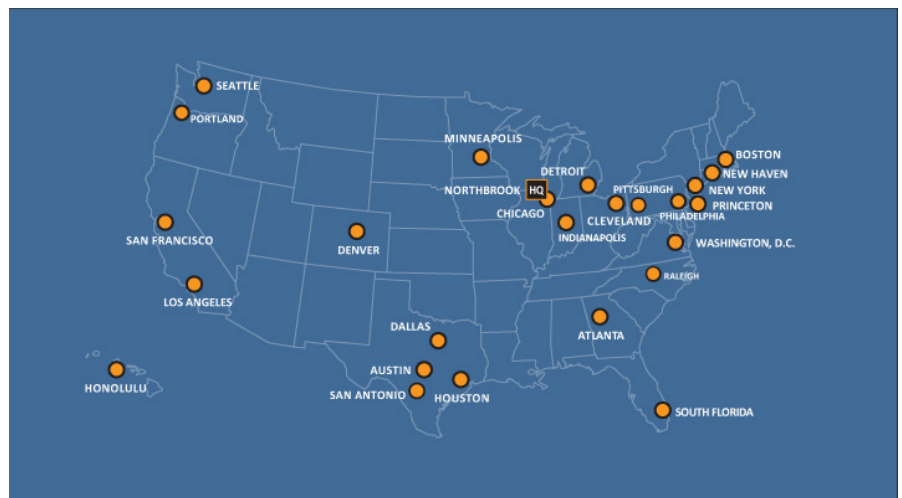 SEATTLE
PORTLAND
MINNEAPOLIS
BOSTON
DETROIT
NEW HAVEN
NORTHBROOK HQ
PITTSBURGH
NEW YORK
CHICAGO
CLEVELAND
PHILADELPHIA
PRINCETON
SAN FRANCISCO
INDIANAPOLIS
DENVER
WASHINGTON, D.C.
RALEIGH
LOS ANGELES
DALLAS
ATLANTA
AUSTIN
HONOLULU
SAN ANTONIO
HOUSTON
SOUTH FLORIDA